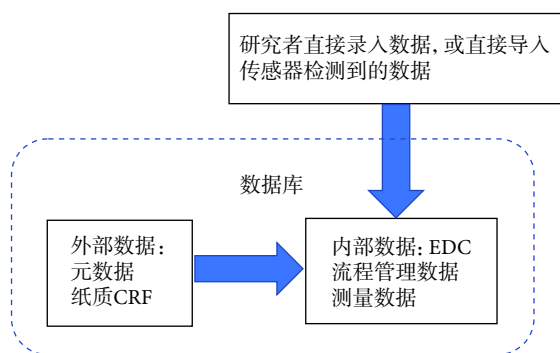 研究者直接录入数据，或直接导入
传感器检测到的数据
数据库
外部数据：
元数据
纸质CRF
内部数据：EDC
流程管理数据
测量数据